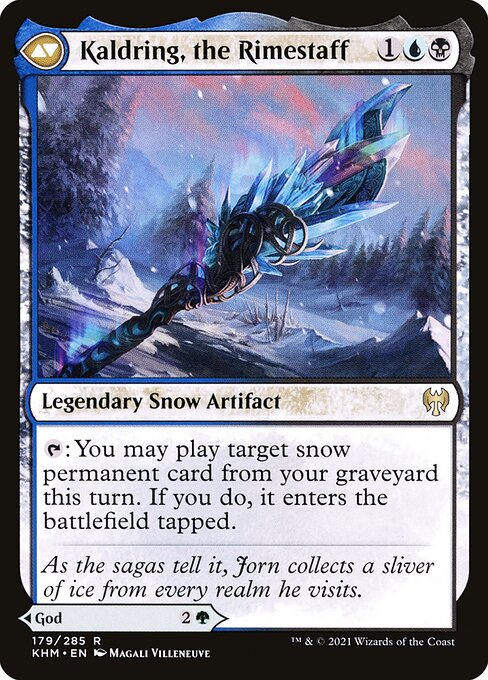 Kaldring, the Rimestaff 1
Legendary Snow Artifact
: You may play target snow
permanent card from your graveyard
this turn. If you do, it enters the
battlefield tapped.
As the sagas tell it, Jorn collects a sliver
of ice from every realm he visits.
God 2
179/285 R
KHM • EN Magali Villeneuve
™ & © 2021 Wizards of the Coast